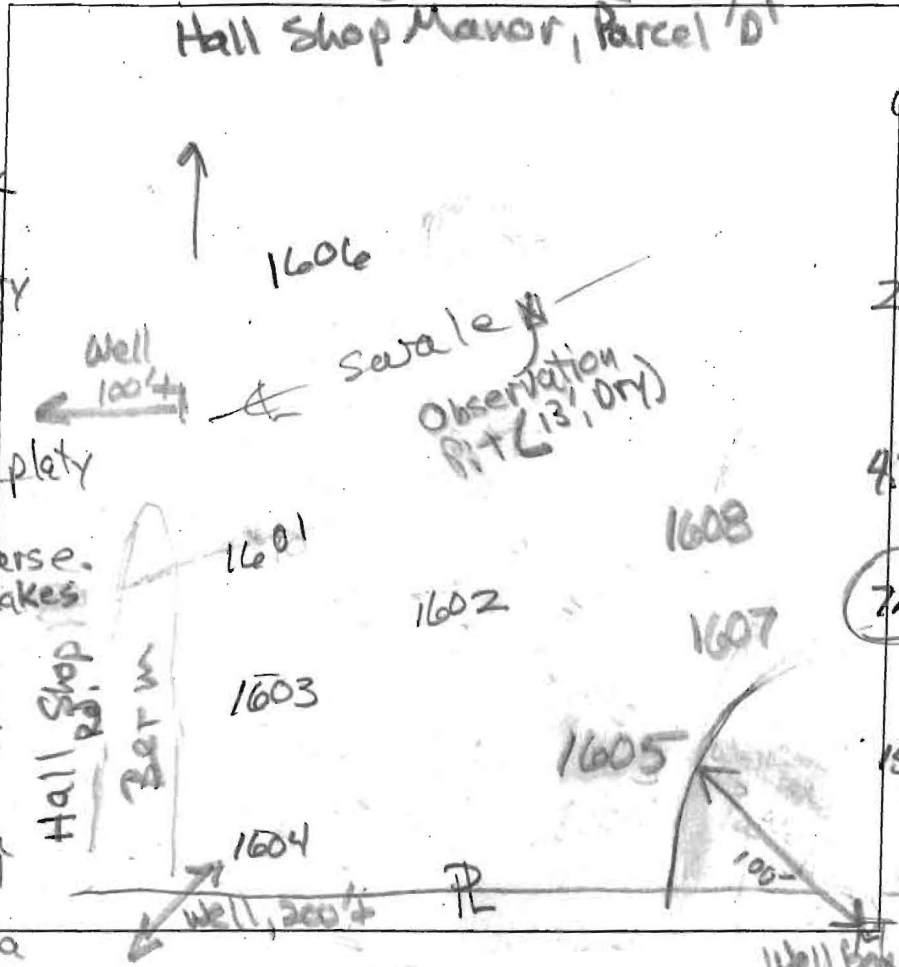 Hall Shop Manor, Parcel 'D'
1606
Well
100'+
Swale
Observation
Pit (13', Dry)
platy
1601
1608
1602
1607
1603
Hall Shop
Rd.
Berm
1605
1604
100'
PL
Well, 200'+